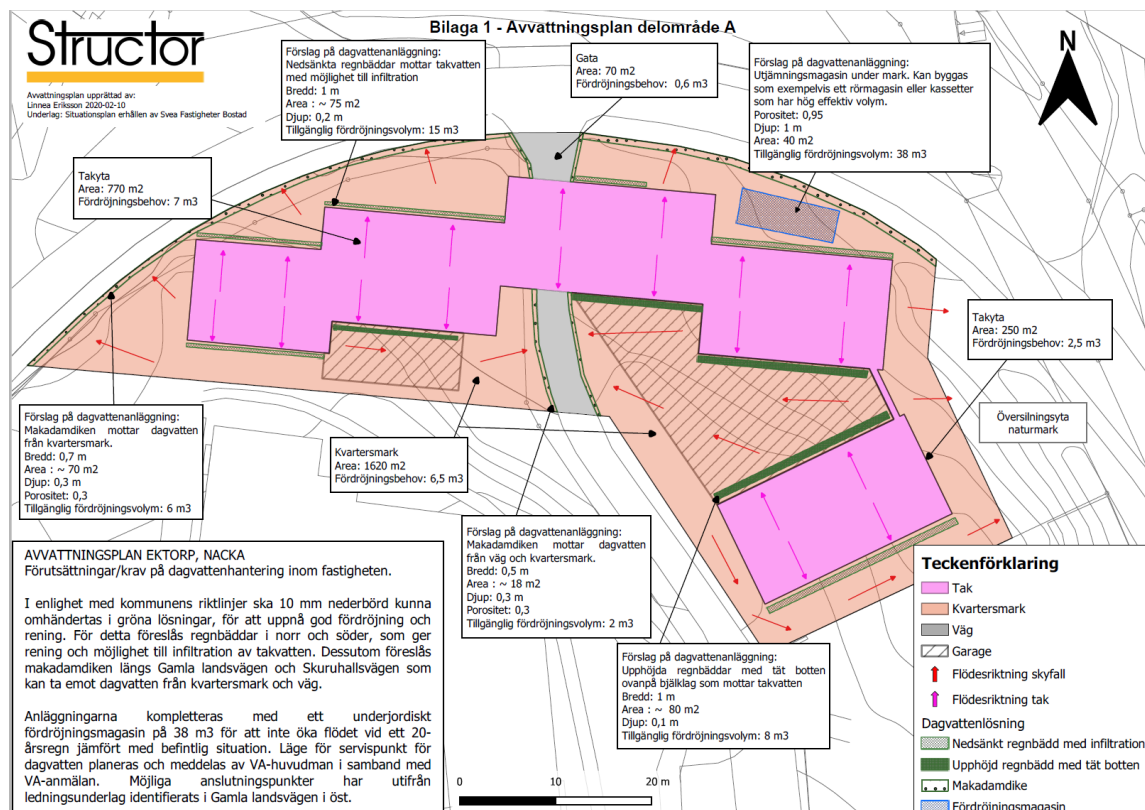 Structor
Avvattningsplan upprättad av:
Linnea Eriksson 2020-02-10
Underlag: Situationsplan erhållen av Svea Fastigheter Bostad
Bilaga 1 - Avvattningsplan delområde A
N
Förslag på dagvattenanläggning:
Nedsänkta regnbäddar mottar takvatten
med möjlighet till infiltration
Bredd: 1 m
Area : ~ 75 m2
Djup: 0,2 m
Tillgänglig fördröjningsvolym: 15 m3
Gata
Area: 70 m2
Fördröjningsbehov: 0,6 m3
Förslag på dagvattenanläggning:
Utjämningsmagasin under mark. Kan byggas
som exempelvis ett rörmagasin eller kassetter
som har hög effektiv volym.
Porositet: 0,95
Djup: 1 m
Area: 40 m2
Tillgänglig fördröjningsvolym: 38 m3
Takyta
Area: 770 m2
Fördröjningsbehov: 7 m3
Takyta
Area: 250 m2
Fördröjningsbehov: 2,5 m3
Översilningsyta
naturmark
Förslag på dagvattenanläggning:
Makadamdiken mottar dagvatten
från kvartersmark.
Bredd: 0,7 m
Area : ~ 70 m2
Djup: 0,3 m
Porositet: 0,3
Tillgänglig fördröjningsvolym: 6 m3
Kvartersmark
Area: 1620 m2
Fördröjningsbehov: 6,5 m3
Förslag på dagvattenanläggning:
Makadamdiken mottar dagvatten
från väg och kvartersmark.
Bredd: 0,5 m
Area : ~ 18 m2
Djup: 0,3 m
Porositet: 0,3
Tillgänglig fördröjningsvolym: 2 m3
Förslag på dagvattenanläggning:
Upphöjda regnbäddar med tät botten
ovanpå bjälklag som mottar takvatten
Bredd: 1 m
Area: ~ 80 m2
Djup: 0,1 m
Tillgänglig fördröjningsvolym: 8 m3
AVVATTNINGSPLAN EKTORP, NACKA
Förutsättningar/krav på dagvattenhantering inom fastigheten.
I enlighet med kommunens riktlinjer ska 10 mm nederbörd kunna
omhändertas i gröna lösningar, för att uppnå god fördröjning och
rening. För detta föreslås regnbäddar i norr och söder, som ger
rening och möjlighet till infiltration av takvatten. Dessutom föreslås
makadamdiken längs Gamla landsvägen och Skuruhallsvägen som
kan ta emot dagvatten från kvartersmark och väg.
Anläggningarna kompletteras med ett underjordiskt
fördröjningsmagasin på 38 m3 för att inte öka flödet vid ett 20-
årsregn jämfört med befintlig situation. Läge för servispunkt för
dagvatten planeras och meddelas av VA-huvudman i samband med
VA-anmälan. Möjliga anslutningspunkter har utifrån
ledningsunderlag identifierats i Gamla landsvägen i öst.
0 10 20 m
Teckenförklaring
Tak
Kvartersmark
Väg
Garage
Flödesriktning skyfall
Flödesriktning tak
Dagvattenlösning
Nedsänkt regnbädd med infiltration
Upphöjd regnbädd med tät botten
Makadamdike
Fördröjningsmagasin